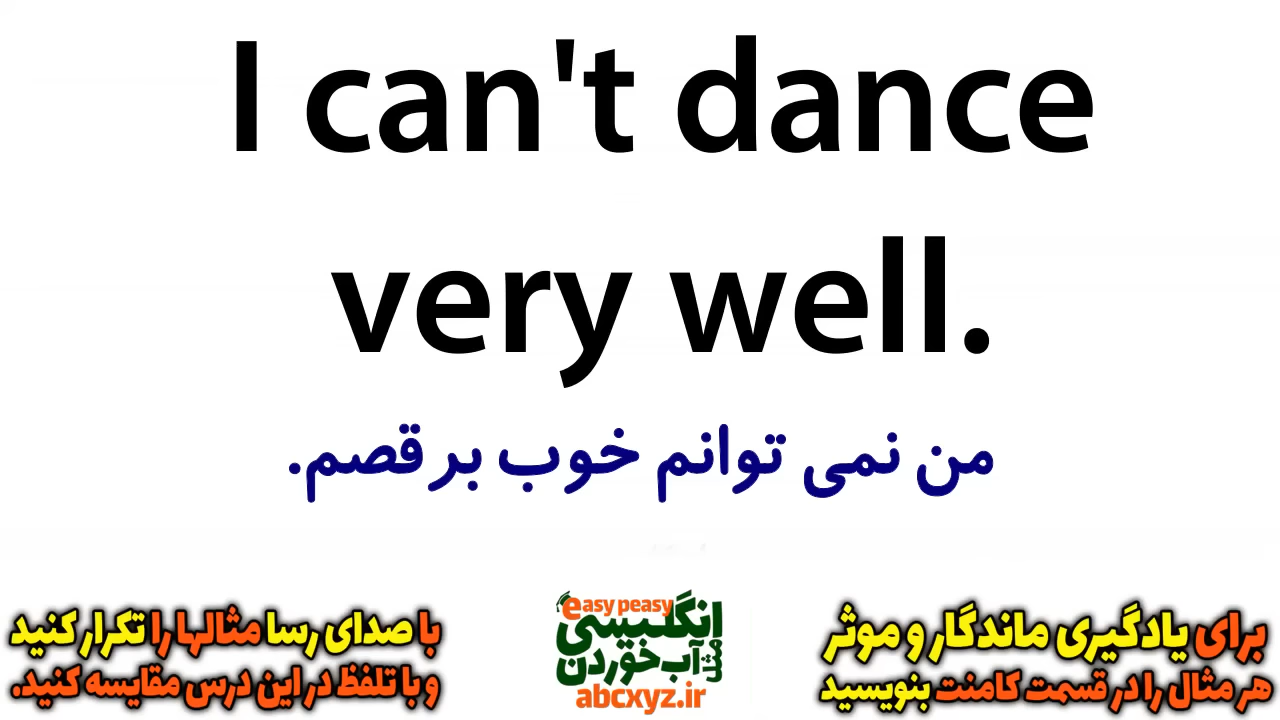 I can't dance
very well.
من نمی توانم خوب برقصم.
برای یادگیری ماندگار و موثر
هر مثال را در قسمت کامنت بنویسید
easy peasy
انگلیسی
مثل آب خوردن
abcxyz.ir
با صدای رسا مثالها را تکرار کنید
و با تلفظ در این درس مقایسه کنید.